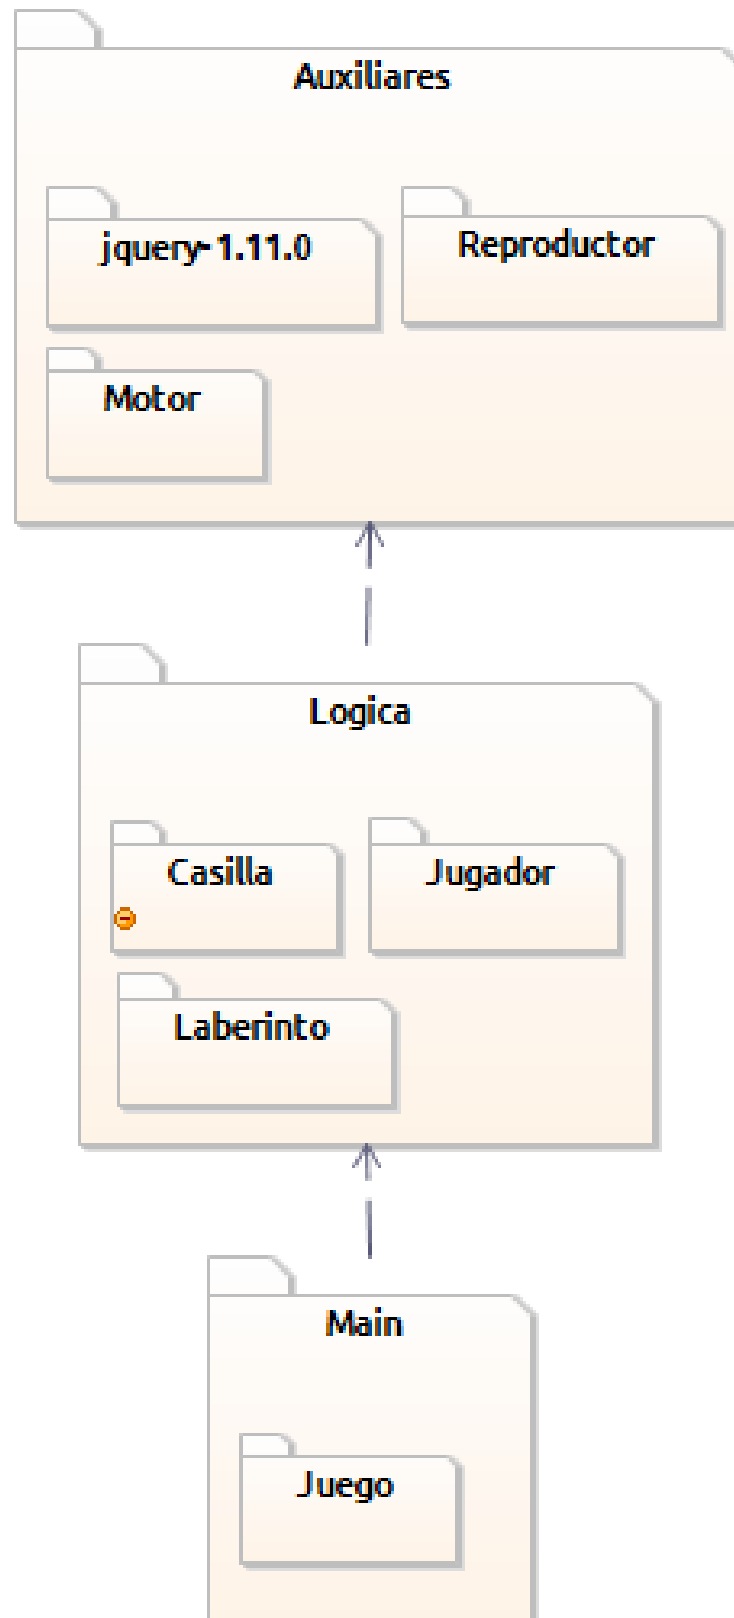 Auxiliares
jquery-1.11.0
Reproductor
Motor
Logica
Casilla
Jugador
Laberinto
Main
Juego